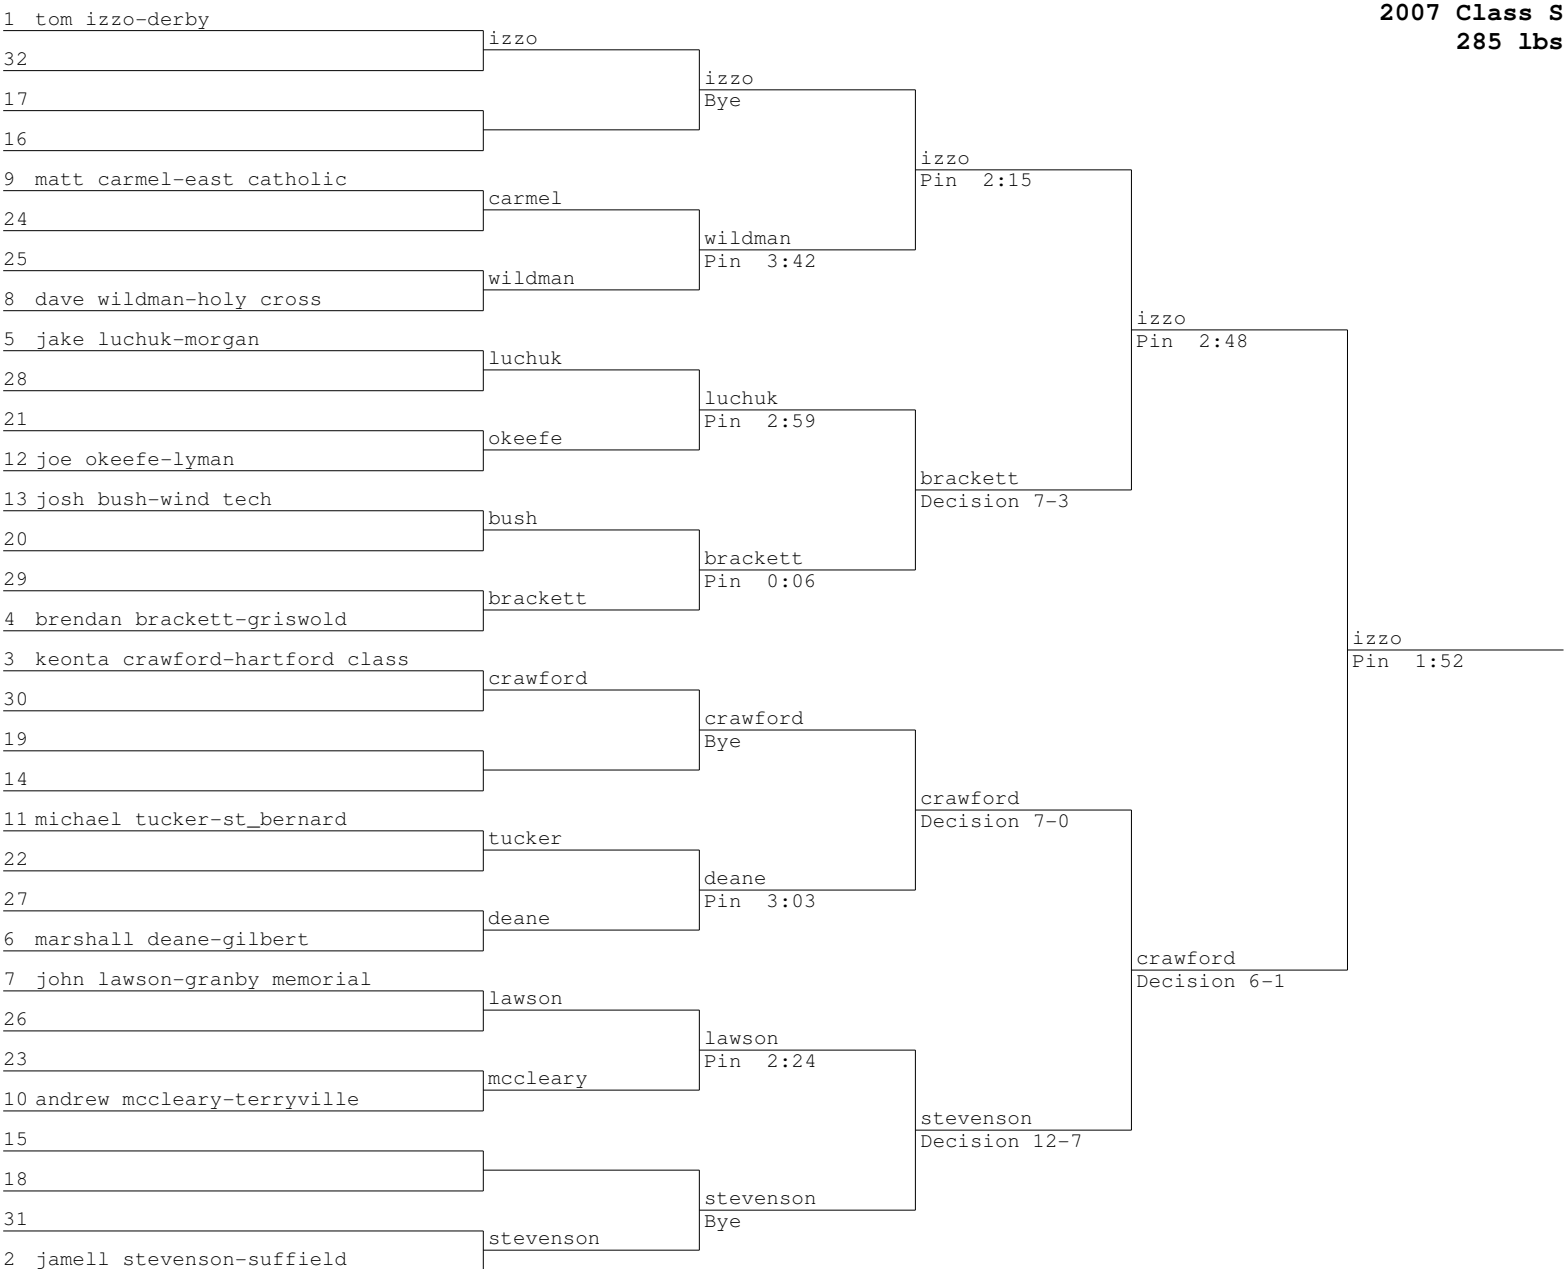 2007 Class S
285 lbs
1 tom izzo-derby
32
17
16
9 matt carmel-east catholic
24
25
8 dave wildman-holy cross
5 jake luchuk-morgan
28
21
12 joe okeefe-lyman
13 josh bush-wind tech
20
29
4 brendan brackett-griswold
3 keonta crawford-hartford class
30
19
14
11 michael tucker-st_bernard
22
27
6 marshall deane-gilbert
7 john lawson-granby memorial
26
23
10 andrew mccleary-terryville
15
18
31
2 jamell stevenson-suffield
izzo
carmel
wildman
luchuk
okeefe
bush
brackett
crawford
tucker
deane
lawson
mccleary
stevenson
izzo
Bye
wildman
Pin 3:42
luchuk
Pin 2:59
brackett
Pin 0:06
crawford
Bye
deane
Pin 3:03
lawson
Pin 2:24
stevenson
Bye
izzo
Pin 2:15
brackett
Decision 7-3
crawford
Decision 7-0
stevenson
Decision 12-7
izzo
Pin 2:48
crawford
Decision 6-1
izzo
Pin 1:52